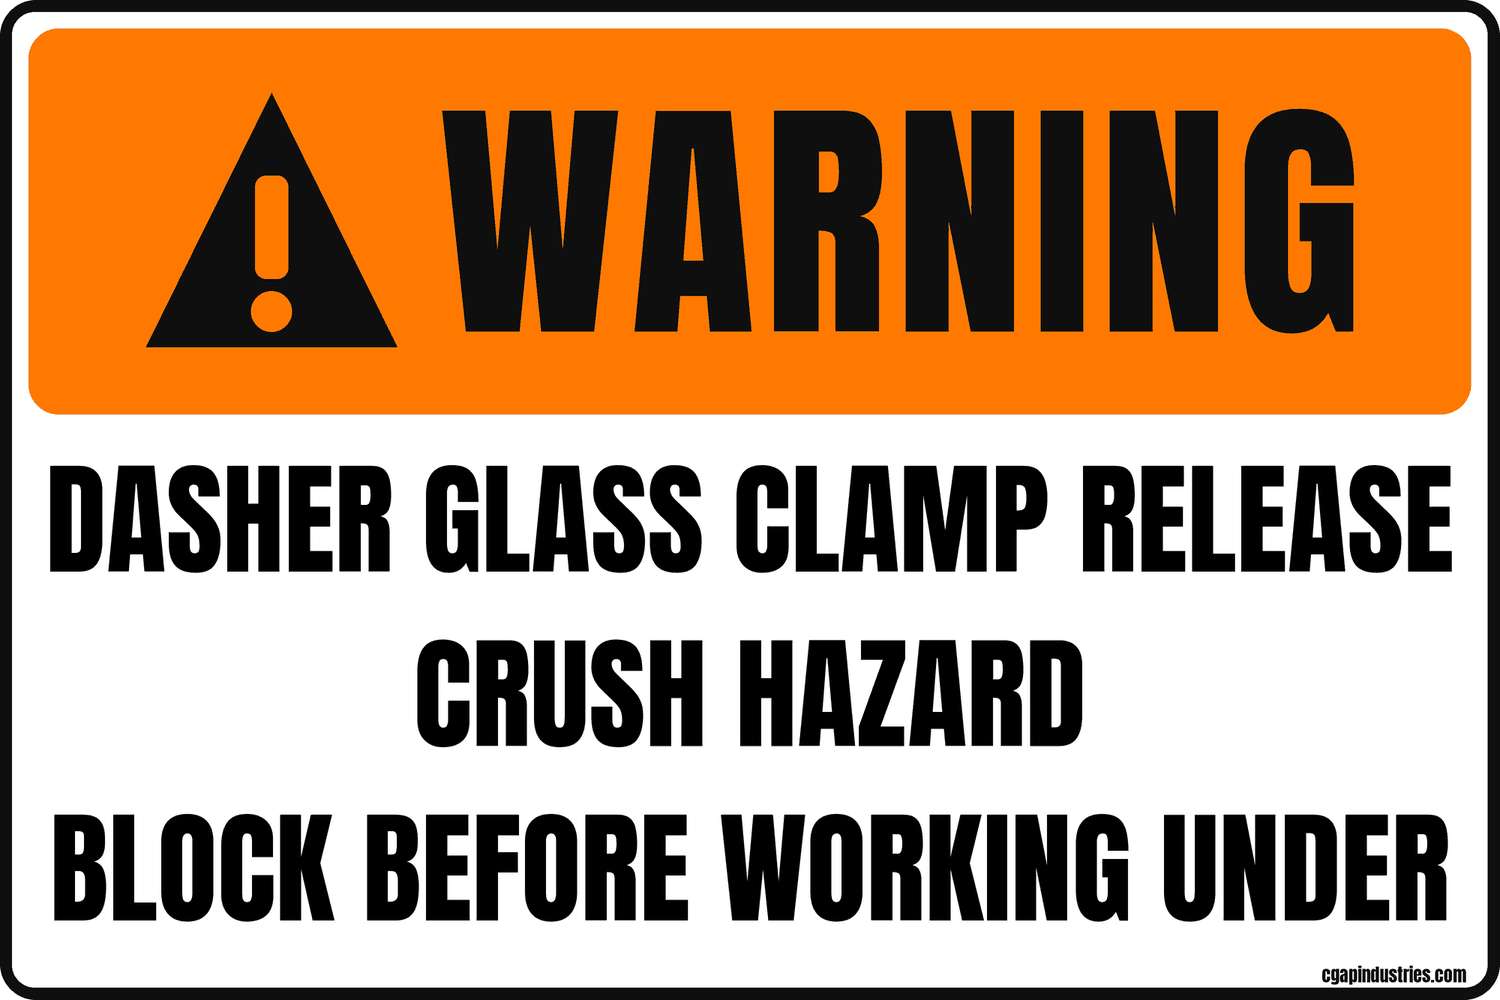 WARNING
DASHER GLASS CLAMP RELEASE
CRUSH HAZARD
BLOCK BEFORE WORKING UNDER
cgapindustries.com